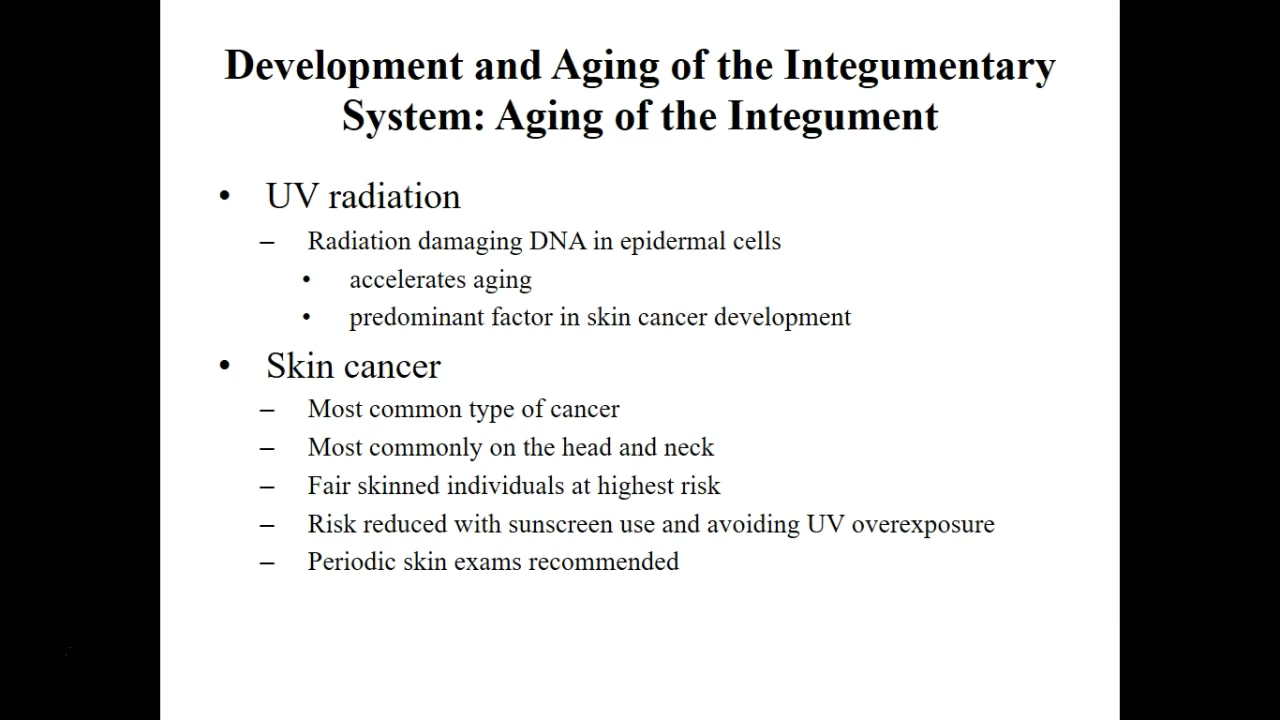 Development and Aging of the Integumentary
System: Aging of the Integument
• UV radiation
– Radiation damaging DNA in epidermal cells
• accelerates aging
• predominant factor in skin cancer development
• Skin cancer
– Most common type of cancer
– Most commonly on the head and neck
– Fair skinned individuals at highest risk
– Risk reduced with sunscreen use and avoiding UV overexposure
– Periodic skin exams recommended